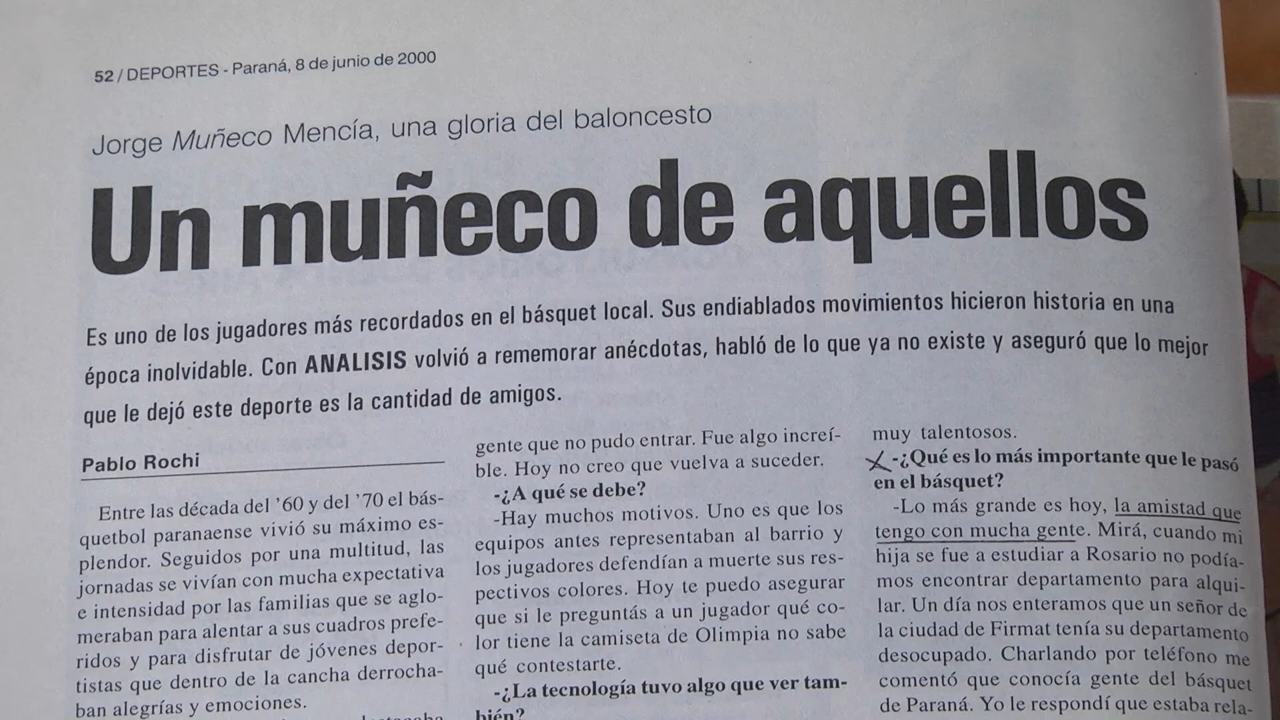 52 / DEPORTES - Paraná, 8 de junio de 2000
Jorge Muñeco Mencía, una gloria del baloncesto
Un muñeco de aquellos
Es uno de los jugadores más recordados en el básquet local. Sus endiablados movimientos hicieron historia en una
época inolvidable. Con ANALISIS volvió a rememorar anécdotas, habló de lo que ya no existe y aseguró que lo mejor
que le dejó este deporte es la cantidad de amigos.
Pablo Rochi
Entre las década del ’60 y del ’70 el bás-
quetbol paranaense vivió su máximo es-
plendor. Seguidos por una multitud, las
jornadas se vivían con mucha expectativa
e intensidad por las familias que se aglo-
meraban para alentar a sus cuadros prefe-
ridos y para disfrutar de jóvenes depor-
tistas que dentro de la cancha derrocha-
ban alegrías y emociones.
gente que no pudo entrar. Fue algo increí-
ble. Hoy no creo que vuelva a suceder.
-¿A qué se debe?
-Hay muchos motivos. Uno es que los
equipos antes representaban al barrio y
los jugadores defendían a muerte sus res-
pectivos colores. Hoy te puedo asegurar
que si le preguntás a un jugador qué co-
lor tiene la camiseta de Olimpia no sabe
qué contestarte.
-¿La tecnología tuvo algo que ver tam-
bién?
muy talentosos.
-¿Qué es lo más importante que le pasó
en el básquet?
-Lo más grande es hoy, la amistad que
tengo con mucha gente. Mirá, cuando mi
hija se fue a estudiar a Rosario no podía-
mos encontrar departamento para alqui-
lar. Un día nos enteramos que un señor de
la ciudad de Firmat tenía su departamento
desocupado. Charlando por teléfono me
comentó que conocía gente del básquet
de Paraná. Yo le respondí que estaba rela-